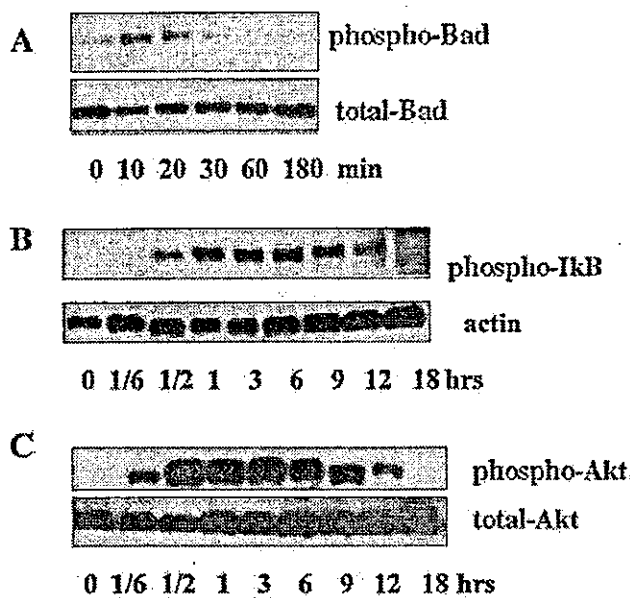 A
phospho-Bad
total-Bad
0 10 20 30 60 180 min
B
phospho-IkB
actin
0 1/6 1/2 1 3 6 9 12 18 hrs
C
phospho-Akt
total-Akt
0 1/6 1/2 1 3 6 9 12 18 hrs